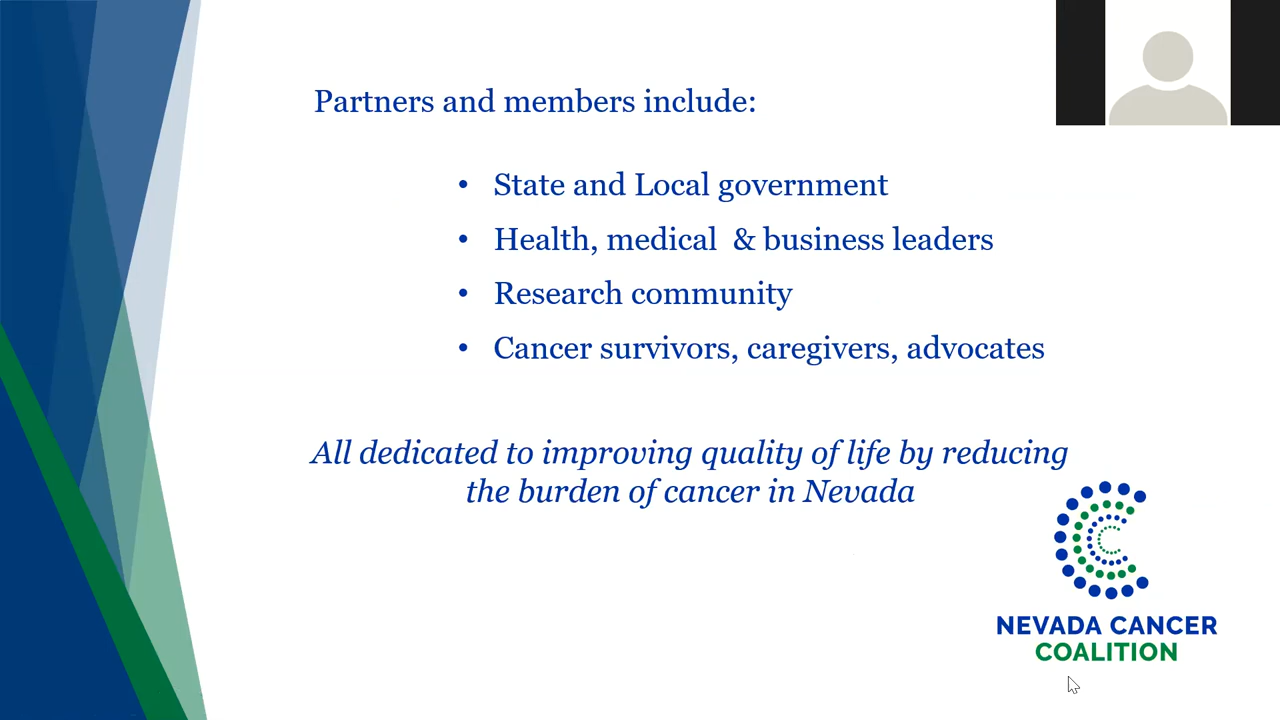 Partners and members include:
• State and Local government
• Health, medical  & business leaders
• Research community
• Cancer survivors, caregivers, advocates
All dedicated to improving quality of life by reducing
the burden of cancer in Nevada
NEVADA CANCER
COALITION